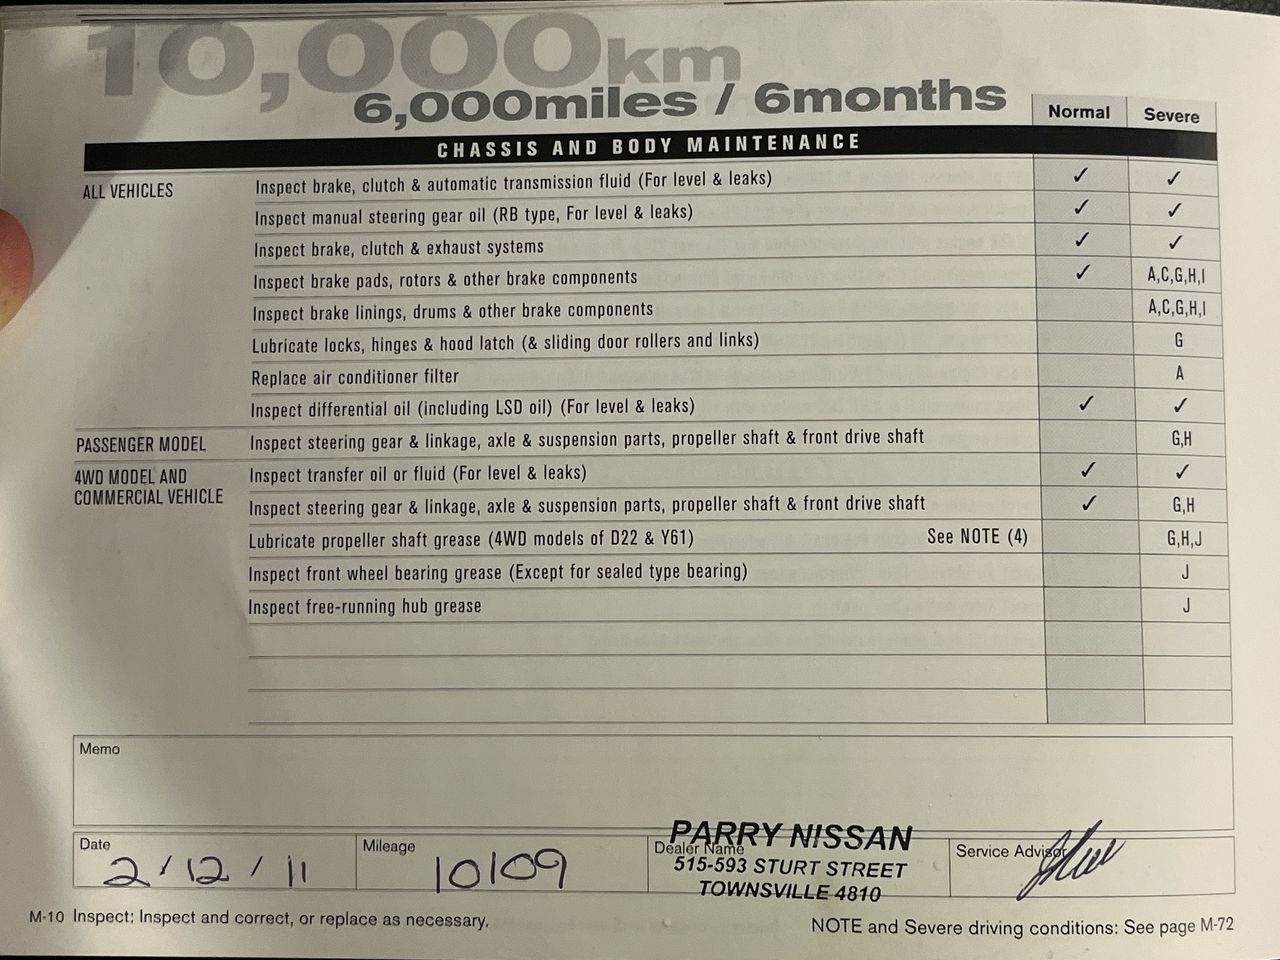 10,000km
6,000miles / 6months
Normal Severe
CHASSIS AND BODY MAINTENANCE
ALL VEHICLES Inspect brake, clutch & automatic transmission fluid (For level & leaks) ✓ ✓
Inspect manual steering gear oil (RB type, For level & leaks) ✓ ✓
Inspect brake, clutch & exhaust systems ✓ ✓
Inspect brake pads, rotors & other brake components ✓ A,C,G,H,I
Inspect brake linings, drums & other brake components A,C,G,H,I
Lubricate locks, hinges & hood latch (& sliding door rollers and links) G
Replace air conditioner filter A
Inspect differential oil (including LSD oil) (For level & leaks) ✓ ✓
PASSENGER MODEL Inspect steering gear & linkage, axle & suspension parts, propeller shaft & front drive shaft G,H
4WD MODEL AND Inspect transfer oil or fluid (For level & leaks) ✓ ✓
COMMERCIAL VEHICLE Inspect steering gear & linkage, axle & suspension parts, propeller shaft & front drive shaft ✓ G,H
Lubricate propeller shaft grease (4WD models of D22 & Y61) See NOTE (4) G,H,J
Inspect front wheel bearing grease (Except for sealed type bearing) J
Inspect free-running hub grease J
Memo
Date 2/12/11
Mileage 10109
Dealer Name
PARRY NISSAN
515-593 STURT STREET
TOWNSVILLE 4810
Service Advisor
M-10 Inspect: Inspect and correct, or replace as necessary.
NOTE and Severe driving conditions: See page M-72